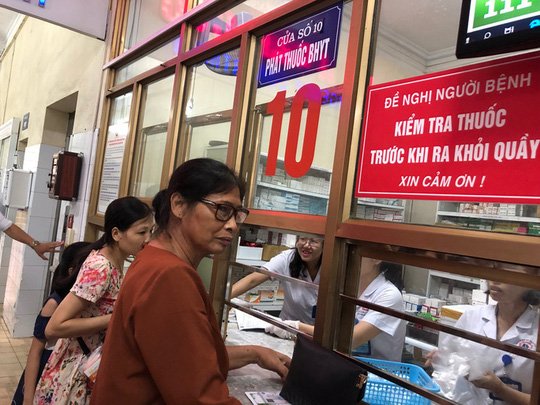 CỬA SỐ 10
PHÁT THUỐC BHYT
10
111
ĐỀ NGHỊ NGƯỜI BỆNH
KIỂM TRA THUỐC
TRƯỚC KHI RA KHỎI QUẦY
XIN CẢM ƠN !